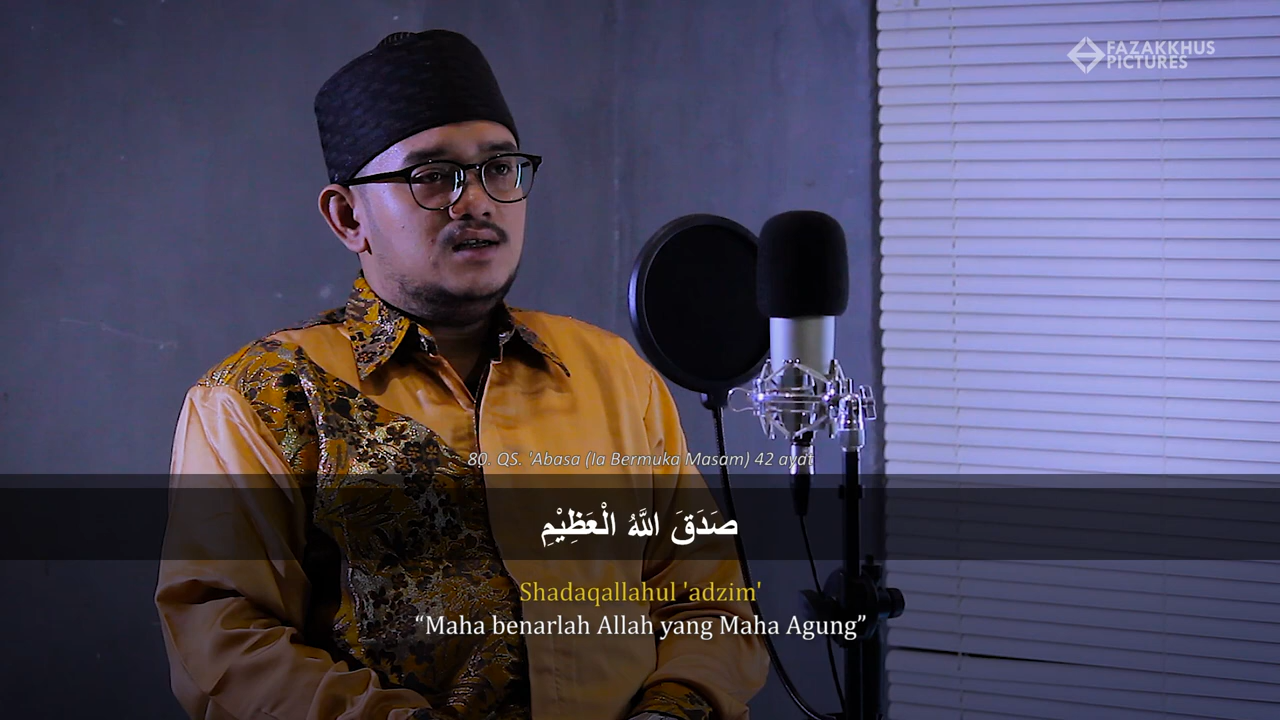 FAZAKKHUS
PICTURES
80. QS. 'Abasa (Ia Bermuka Masam) 42 ayat
صَدَقَ اللّٰهُ الْعَظِيْمِ
Shadaqallahul 'adzim'
“Maha benarlah Allah yang Maha Agung”